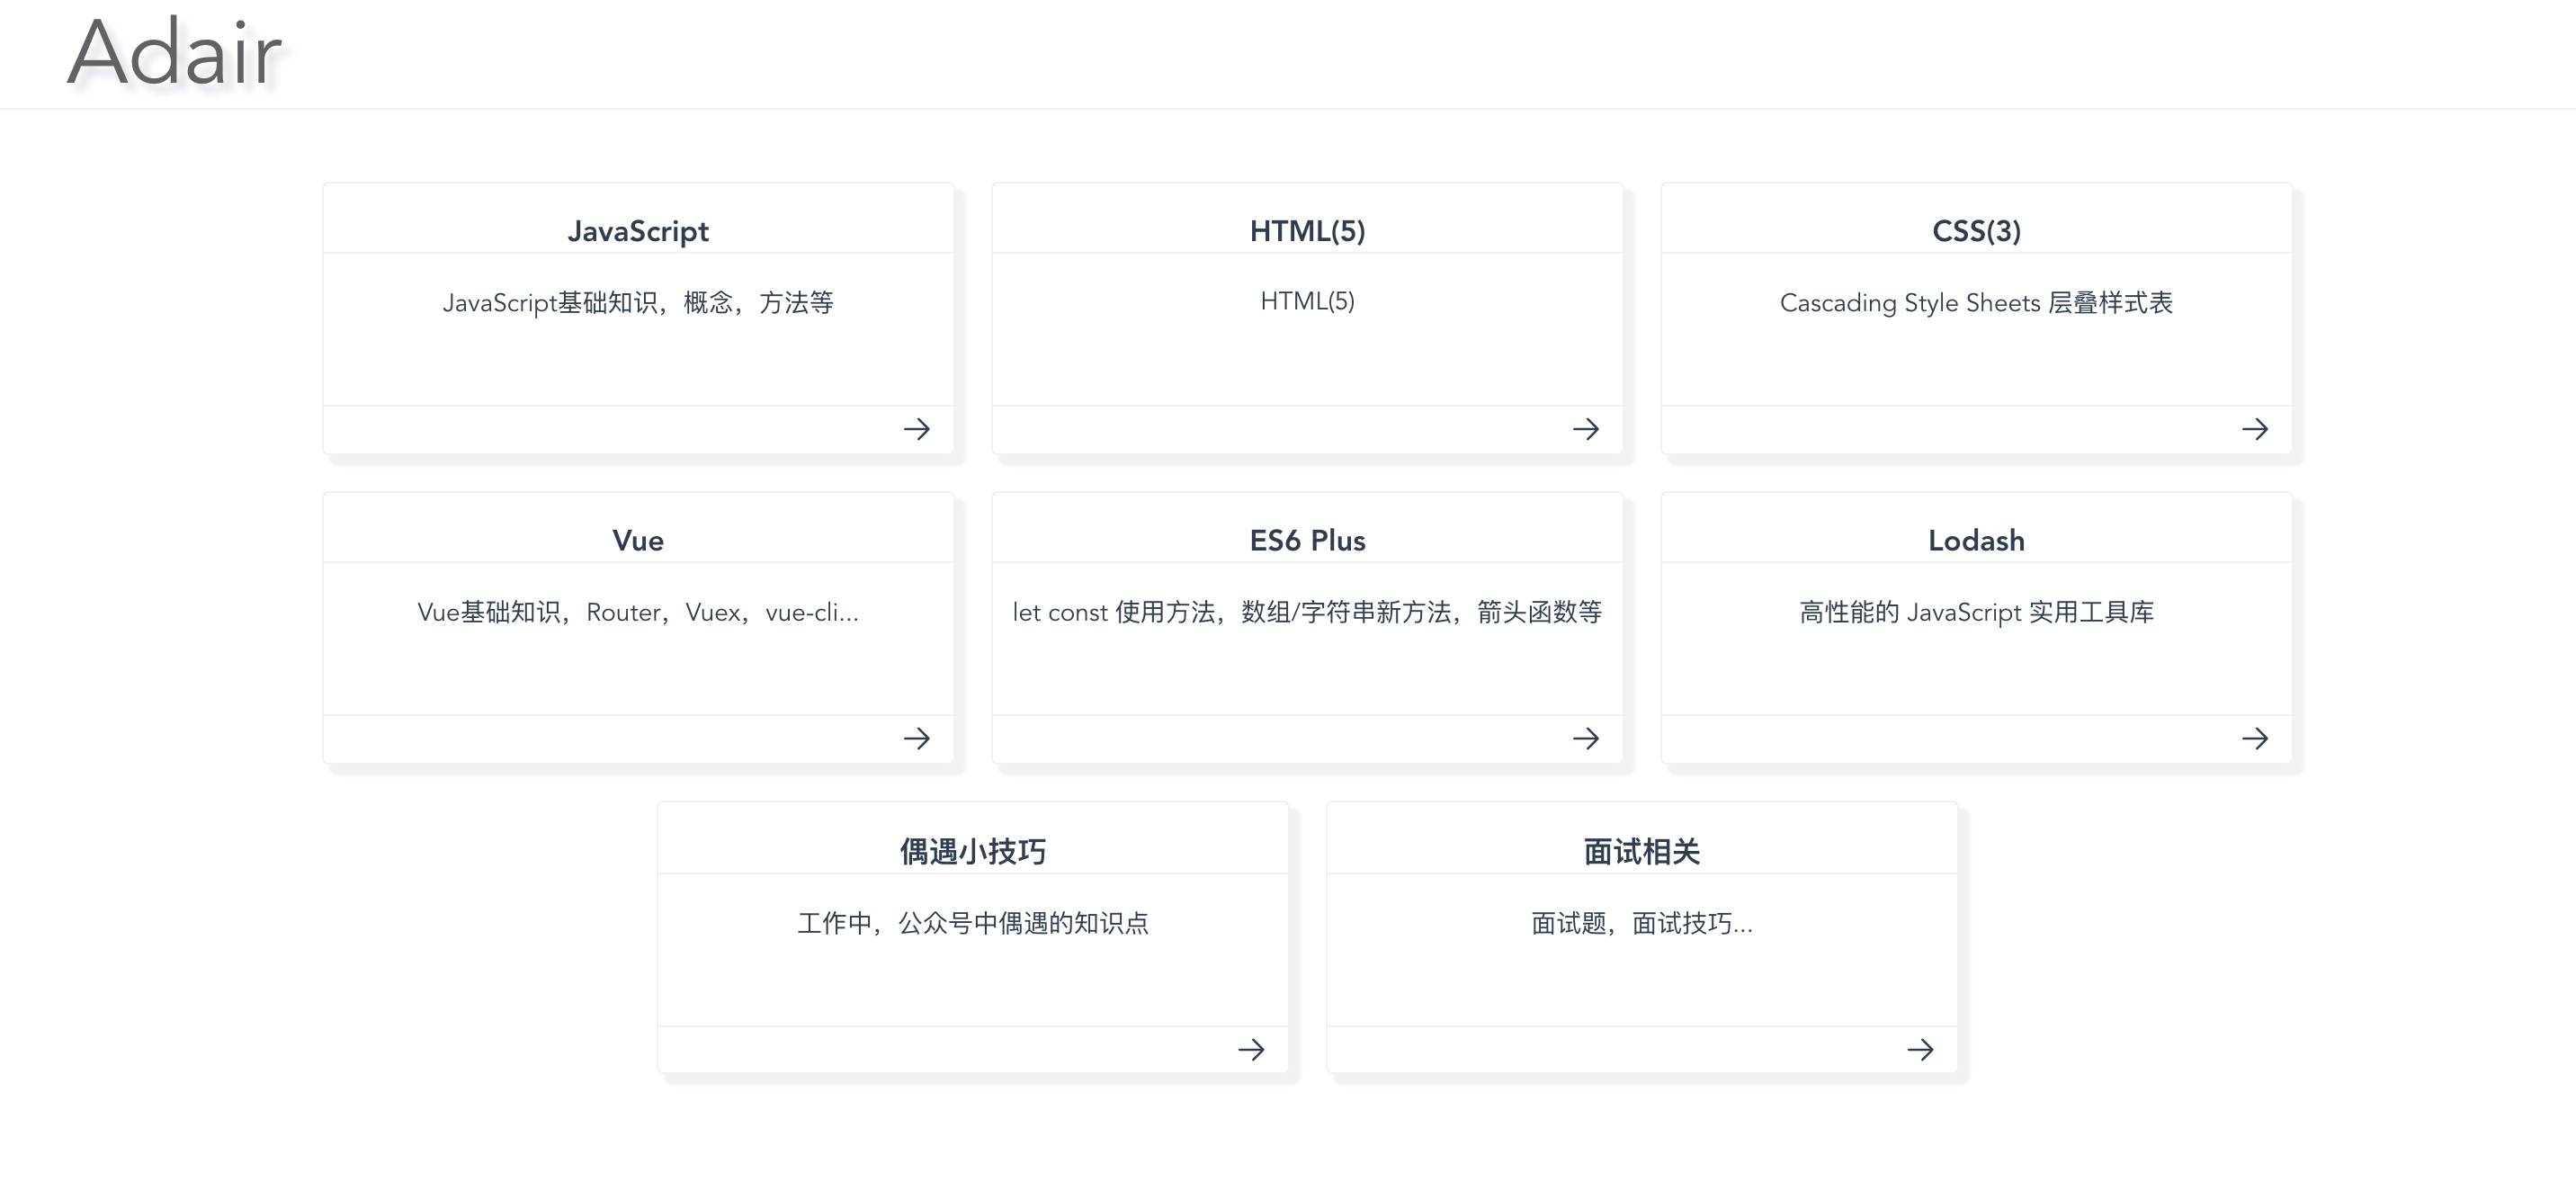 Adair
JavaScript
JavaScript基础知识，概念，方法等
HTML(5)
HTML(5)
CSS(3)
Cascading Style Sheets 层叠样式表
Vue
Vue基础知识，Router，Vuex，vue-cli...
ES6 Plus
let const 使用方法，数组/字符串新方法，箭头函数等
Lodash
高性能的 JavaScript 实用工具库
偶遇小技巧
工作中，公众号中偶遇的知识点
面试相关
面试题，面试技巧...